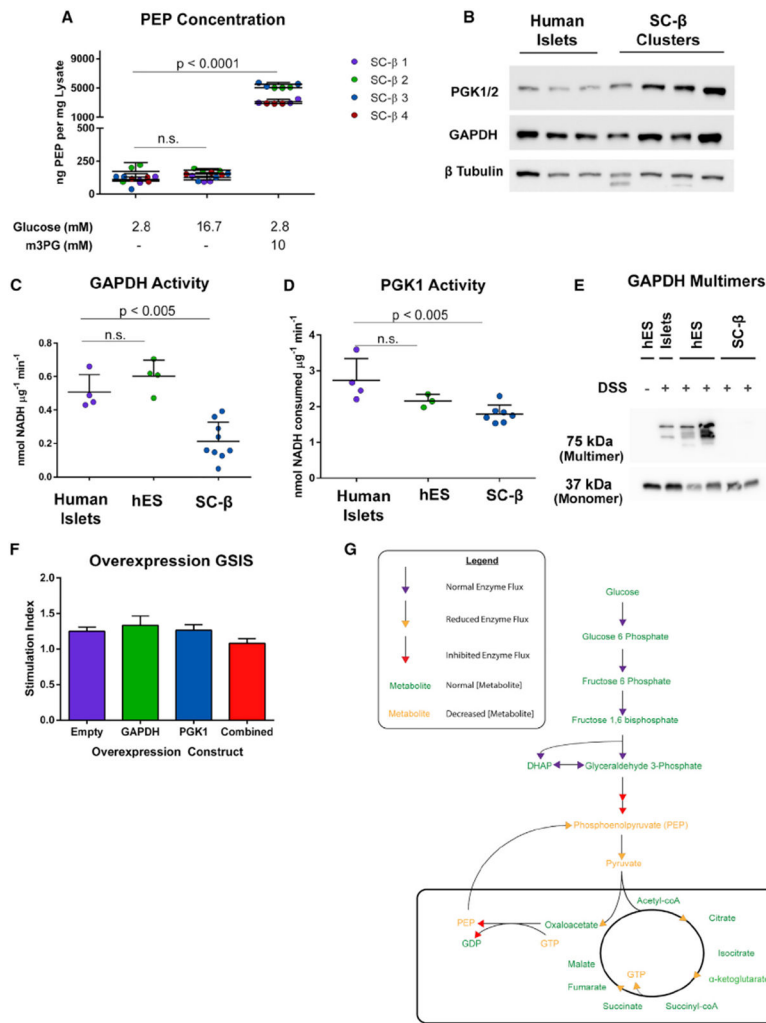 A
PEP Concentration
ng PEP per mg Lysate
9000
5000
1000
500
250
0
p < 0.0001
n.s.
SC-β 1
SC-β 2
SC-β 3
SC-β 4
Glucose (mM) 2.8 16.7 2.8
m3PG (mM) - - 10
B
Human Islets
SC-β Clusters
PGK1/2
GAPDH
β Tubulin
C
GAPDH Activity
nmol NADH μg⁻¹ min⁻¹
0.8
0.6
0.4
0.2
0.0
p < 0.005
n.s.
Human Islets
hES
SC-β
D
PGK1 Activity
nmol NADH consumed μg⁻¹ min⁻¹
4
3
2
1
0
p < 0.005
n.s.
Human Islets
hES
SC-β
E
GAPDH Multimers
hES
Islets
hES
SC-β
DSS - + + + + +
75 kDa
(Multimer)
37 kDa
(Monomer)
F
Overexpression GSIS
Stimulation Index
2.0
1.5
1.0
0.5
0.0
Empty GAPDH PGK1 Combined
Overexpression Construct
G
Legend
Normal Enzyme Flux
Reduced Enzyme Flux
Inhibited Enzyme Flux
Metabolite Normal [Metabolite]
Metabolite Decreased [Metabolite]
Glucose
Glucose 6 Phosphate
Fructose 6 Phosphate
Fructose 1,6 bisphosphate
DHAP
Glyceraldehyde 3-Phosphate
Phosphoenolpyruvate (PEP)
Pyruvate
Acetyl-coA
PEP
Oxaloacetate
Citrate
GDP
GTP
Isocitrate
Malate
GTP
α-ketoglutarate
Fumarate
Succinate
Succinyl-coA